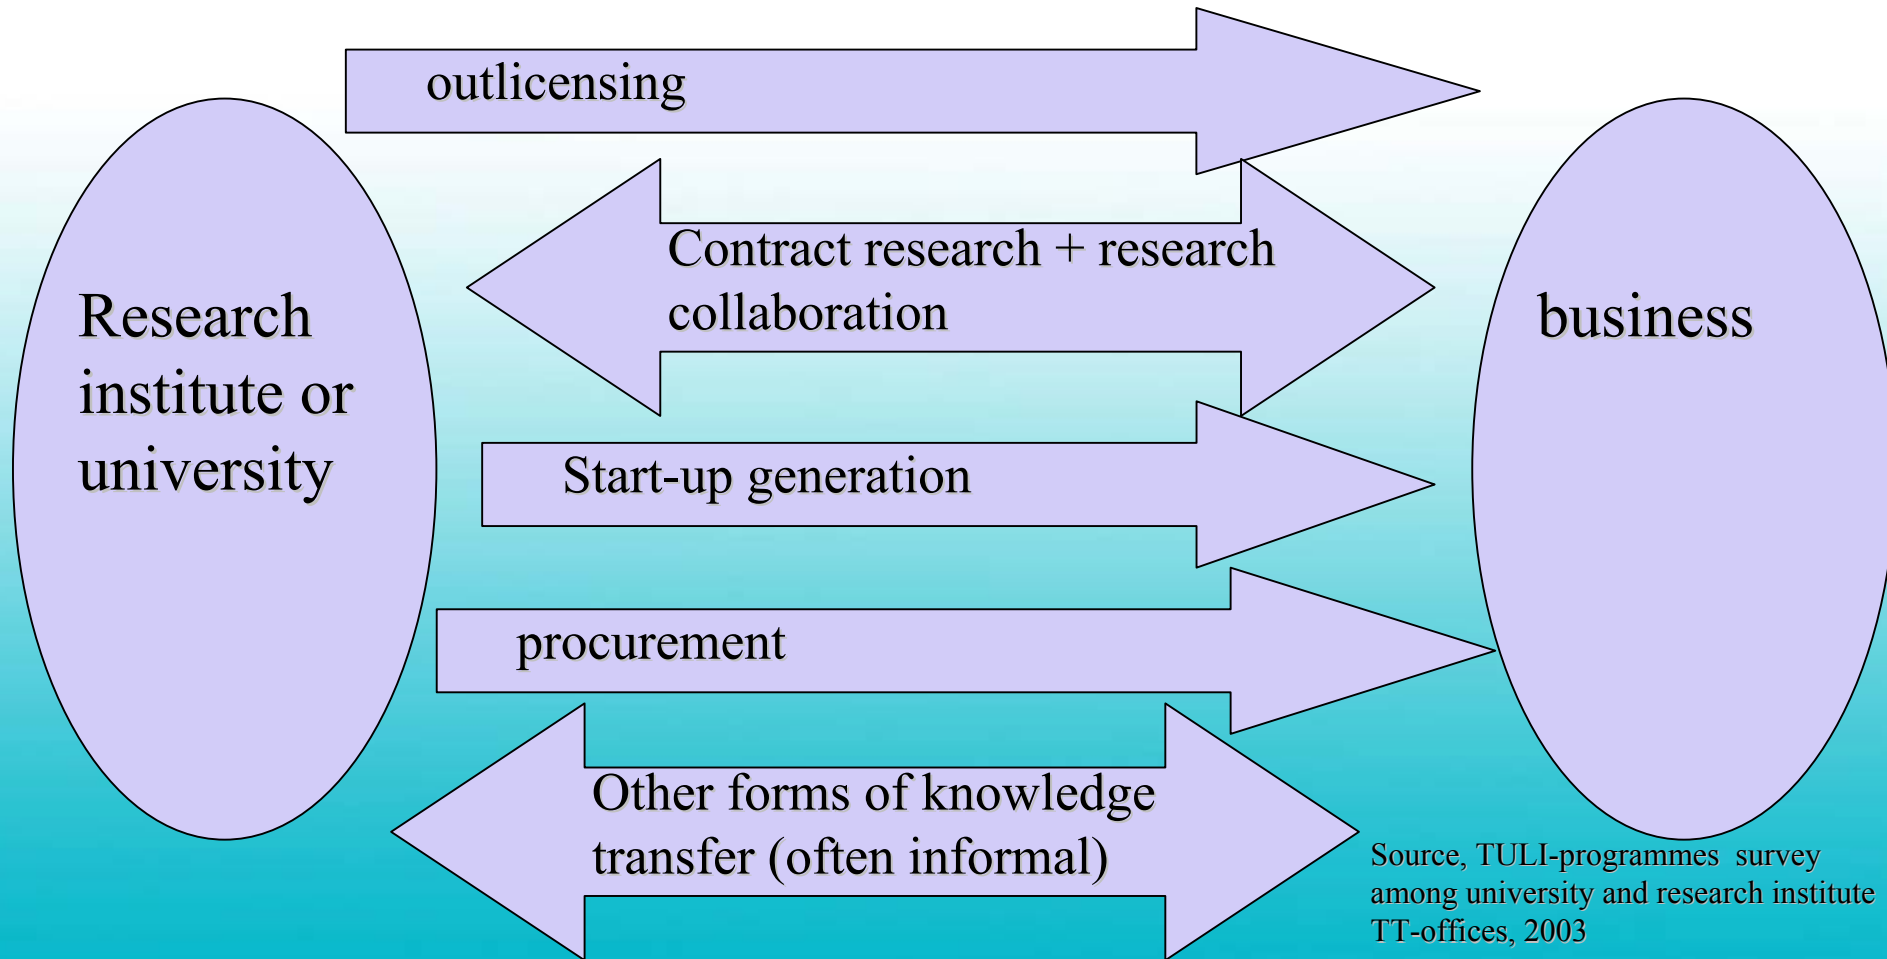 outlicensing
Research
institute or
university
Contract research + research
collaboration
business
Start-up generation
procurement
Other forms of knowledge
transfer (often informal)
Source, TULI-programmes survey
among university and research institute
TT-offices, 2003